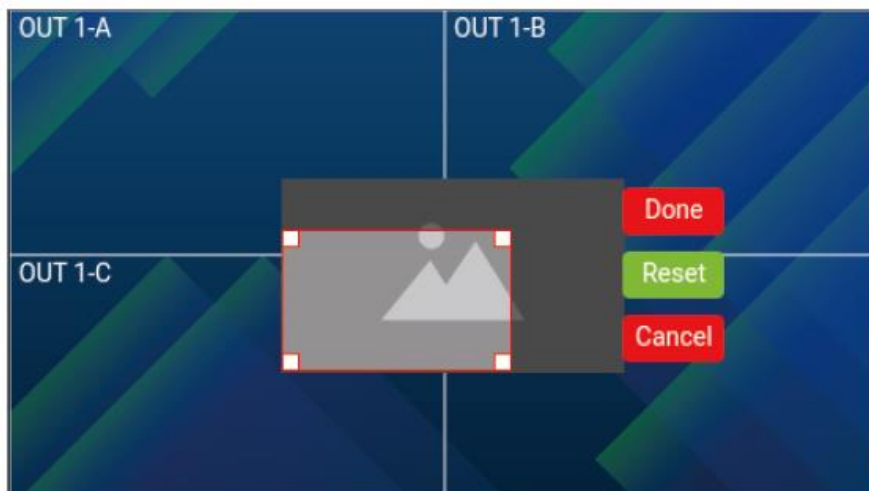 OUT 1-A
OUT 1-B
Done
Reset
OUT 1-C
Cancel